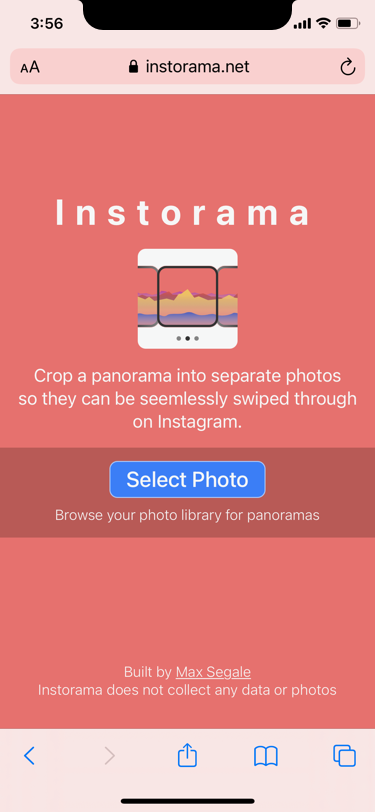 3:56
AA instorama.net
Instorama
Crop a panorama into separate photos
so they can be seemlessly swiped through
on Instagram.
Select Photo
Browse your photo library for panoramas
Built by Max Segale
Instorama does not collect any data or photos